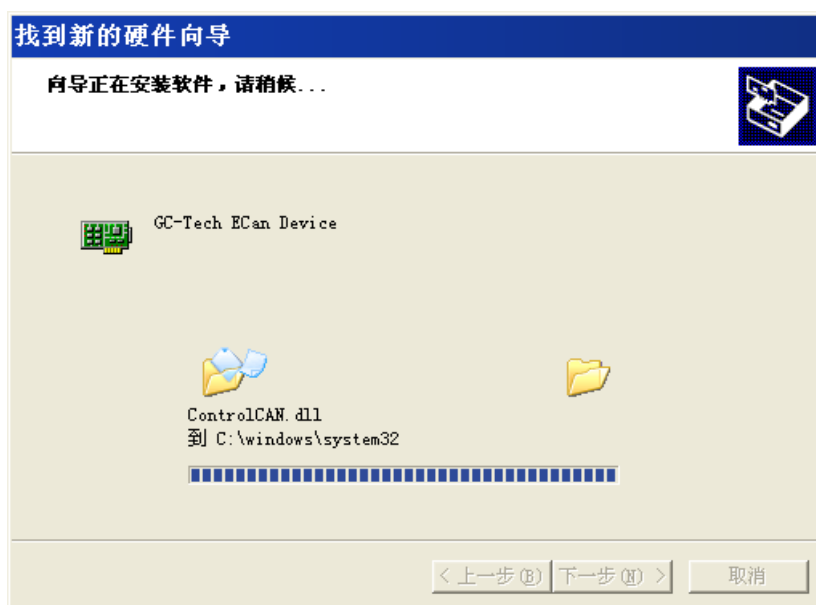 找到新的硬件向导
向导正在安装软件，请稍候...
GC-Tech ECan Device
ControlCAN.dll
到 C:\windows\system32
< 上一步(B) 下一步(N) > 取消